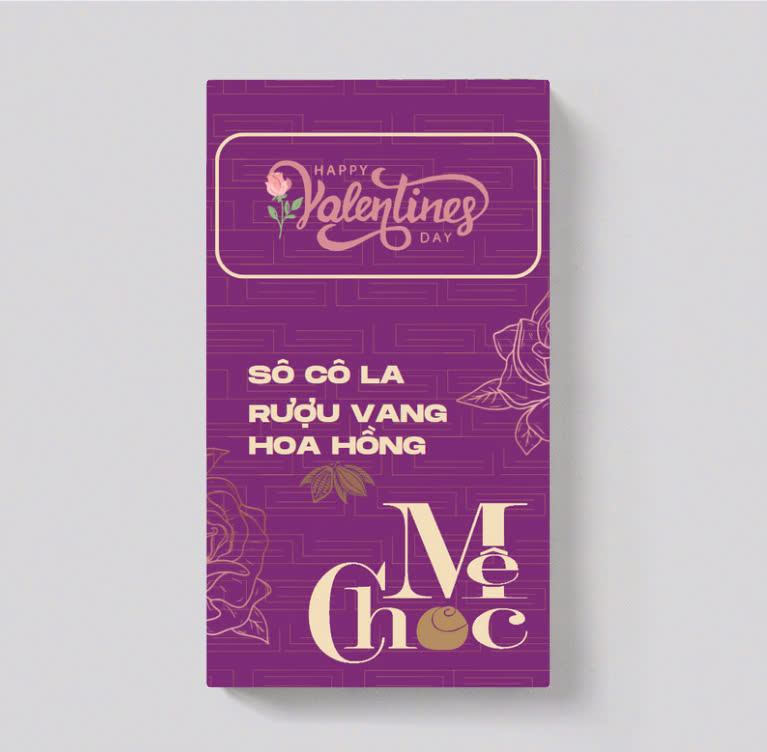 HAPPY
Valentines
DAY
SÔ CÔ LA
RƯỢU VANG
HOA HỒNG
Mê
Choc